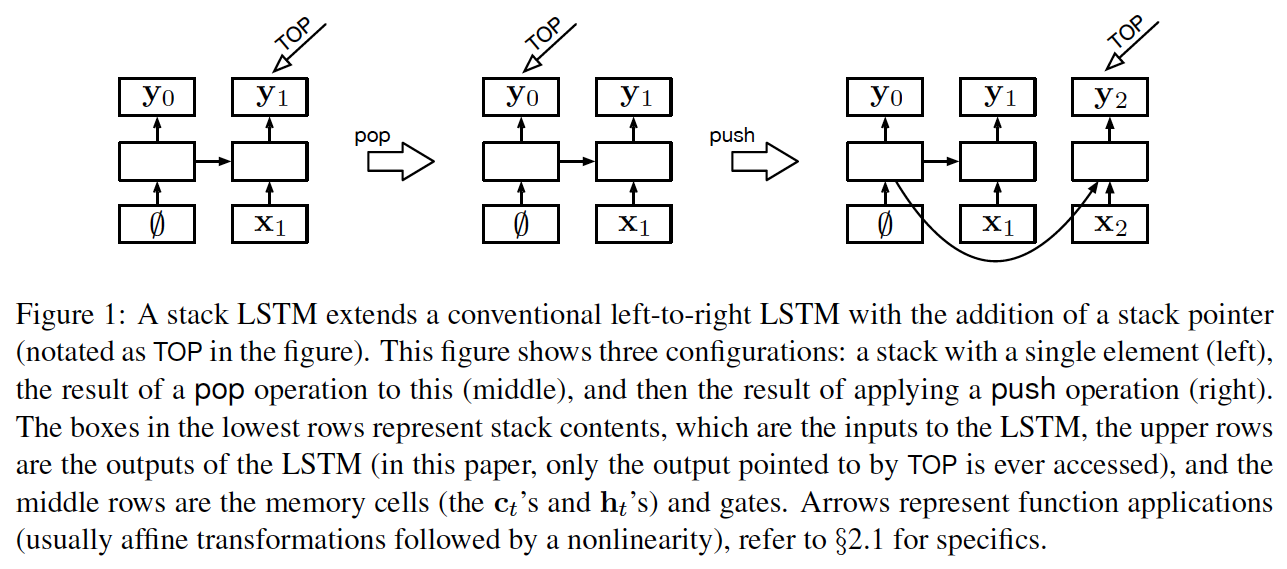 TOP TOP TOP
y0 y1 y0 y1 y0 y1 y2
pop push
∅ x1 ∅ x1 ∅ x1 x2
Figure 1: A stack LSTM extends a conventional left-to-right LSTM with the addition of a stack pointer
(notated as TOP in the figure). This figure shows three configurations: a stack with a single element (left),
the result of a pop operation to this (middle), and then the result of applying a push operation (right).
The boxes in the lowest rows represent stack contents, which are the inputs to the LSTM, the upper rows
are the outputs of the LSTM (in this paper, only the output pointed to by TOP is ever accessed), and the
middle rows are the memory cells (the cₜ’s and hₜ’s) and gates. Arrows represent function applications
(usually affine transformations followed by a nonlinearity), refer to §2.1 for specifics.